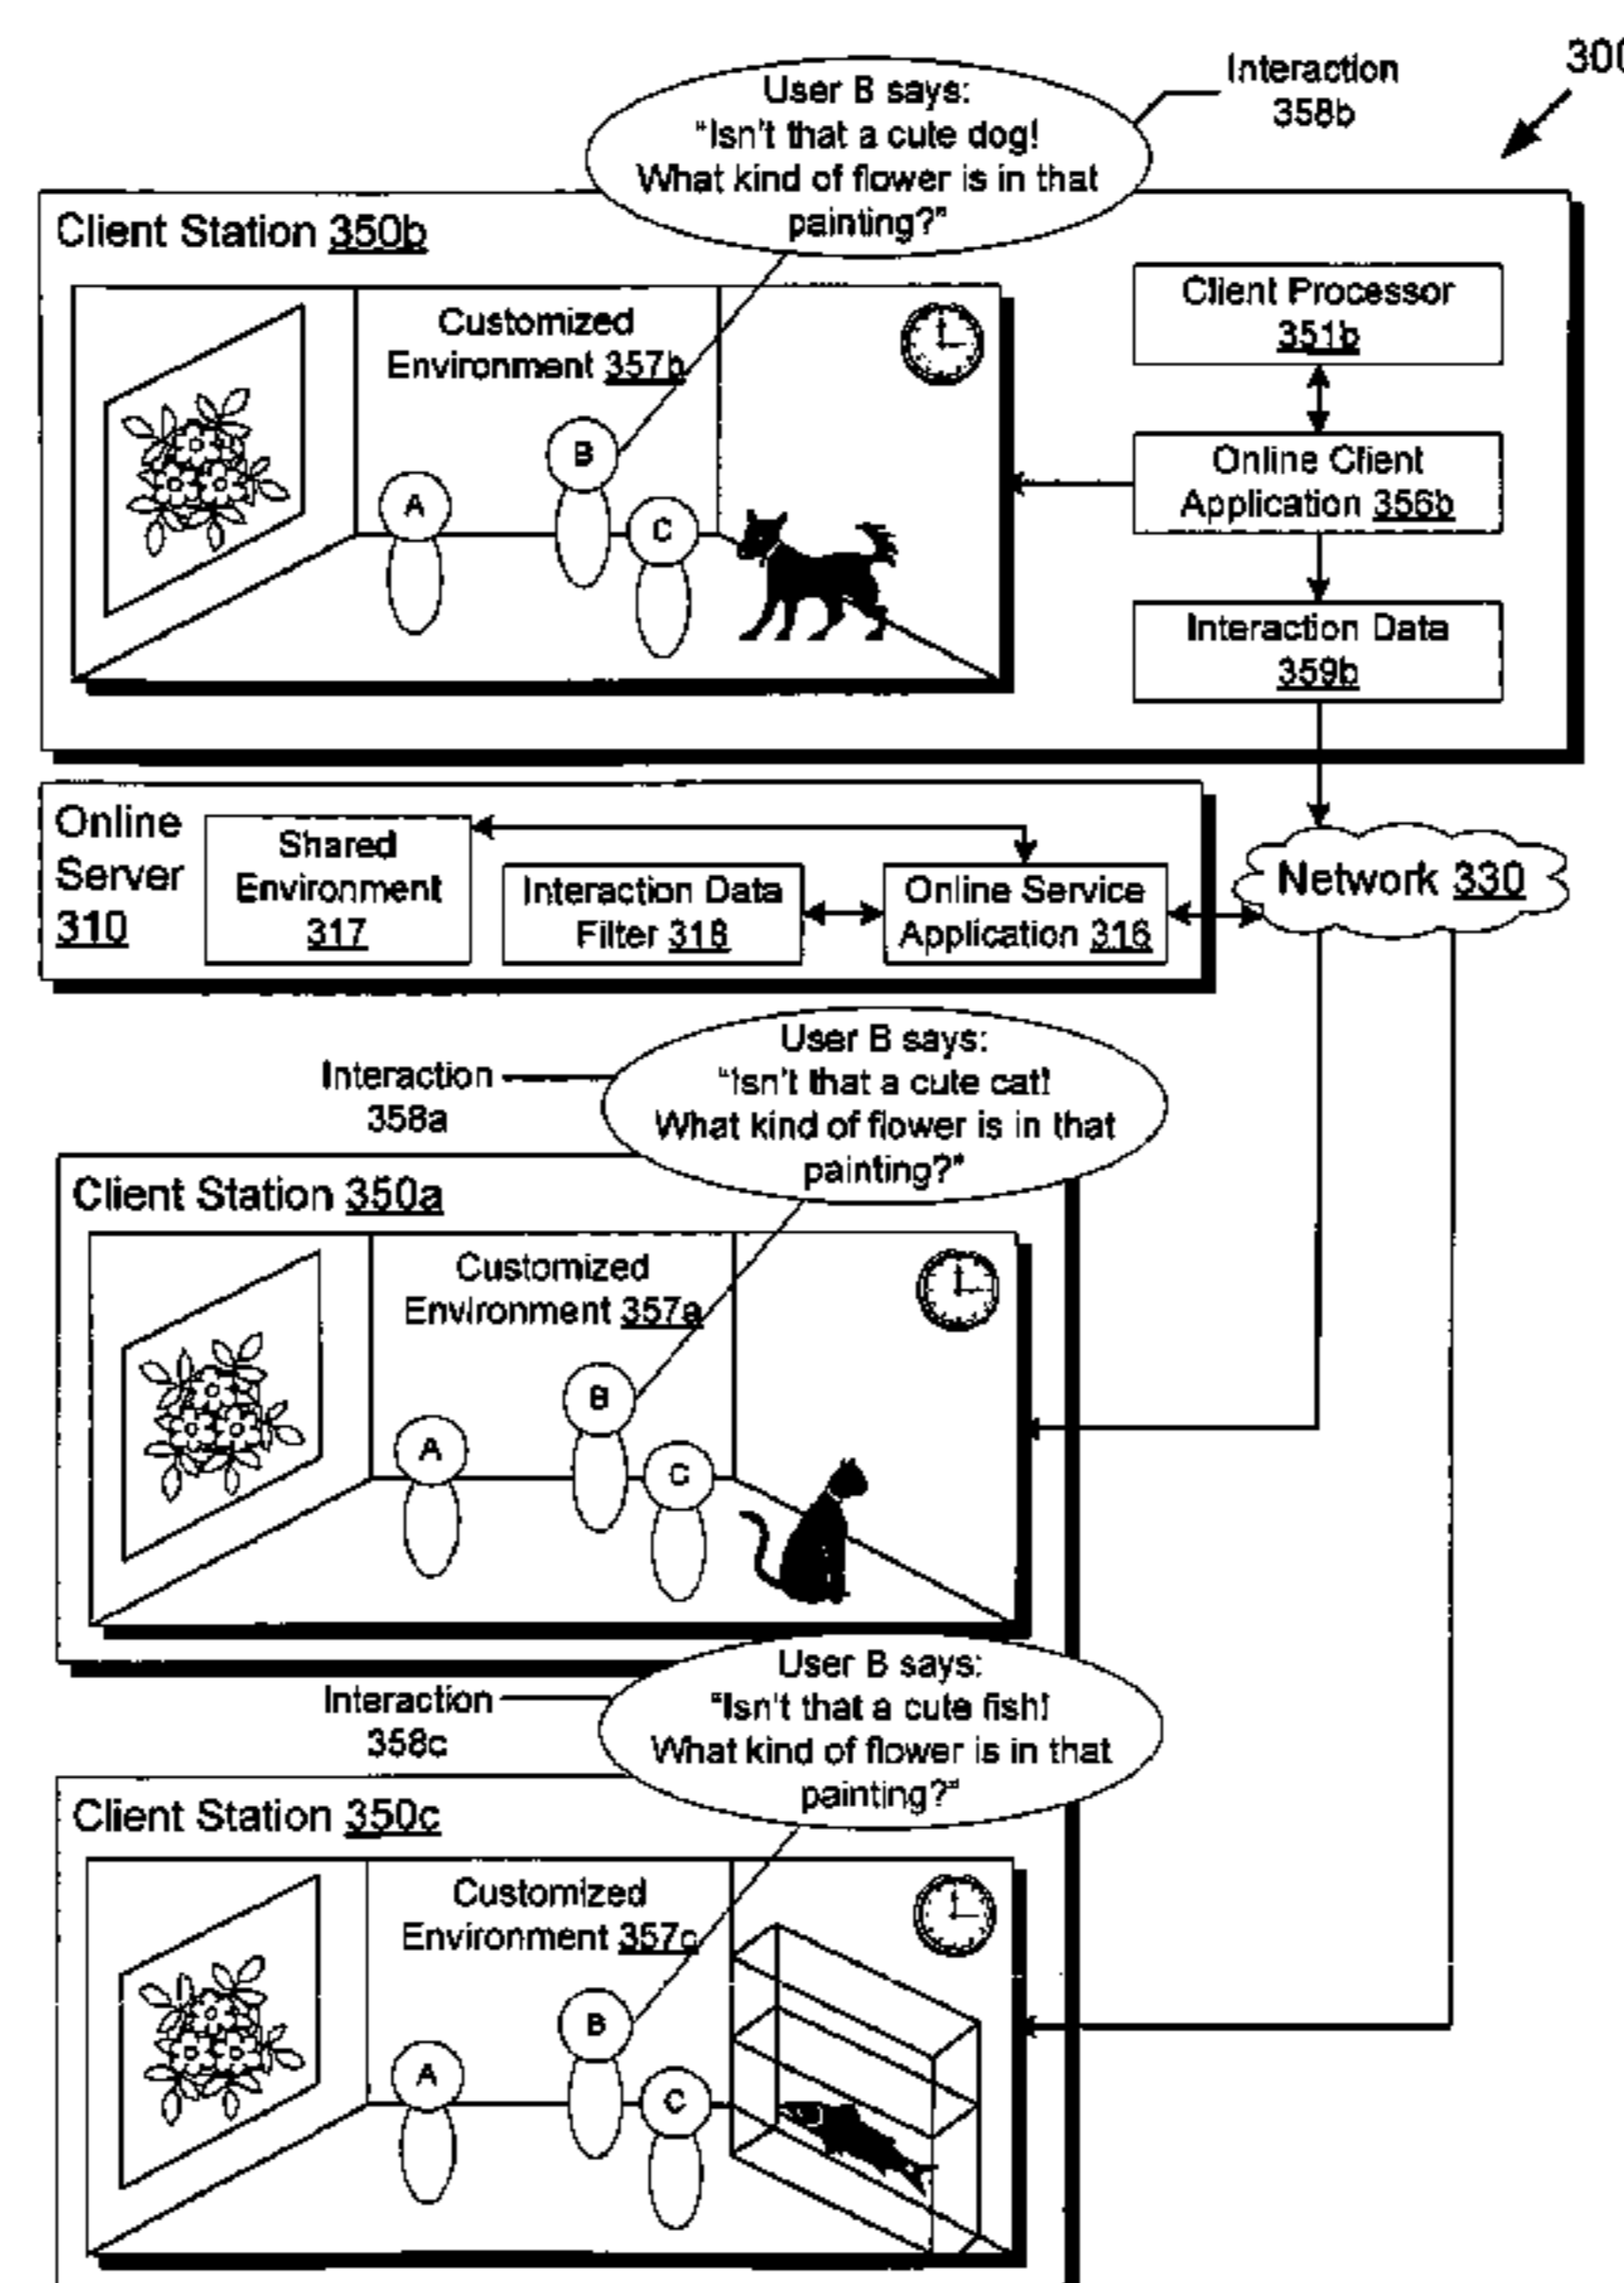 300
Interaction
358b
User B says:
"Isn't that a cute dog!
What kind of flower is in that
painting?"
Client Station 350b
Customized
Environment 357b
A
B
C
Client Processor
351b
Online Client
Application 356b
Interaction Data
359b
Online
Server
310
Shared
Environment
317
Interaction Data
Filter 318
Online Service
Application 316
Network 330
Interaction
358a
User B says:
"Isn't that a cute cat!
What kind of flower is in that
painting?"
Client Station 350a
Customized
Environment 357a
A
B
C
Interaction
358c
User B says:
"Isn't that a cute fish!
What kind of flower is in that
painting?"
Client Station 350c
Customized
Environment 357c
A
B
C